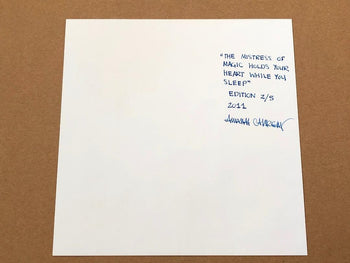 "THE MISTRESS OF
MAGIC HOLDS YOUR
HEART WHILE YOU
SLEEP"
EDITION 2/5
2011